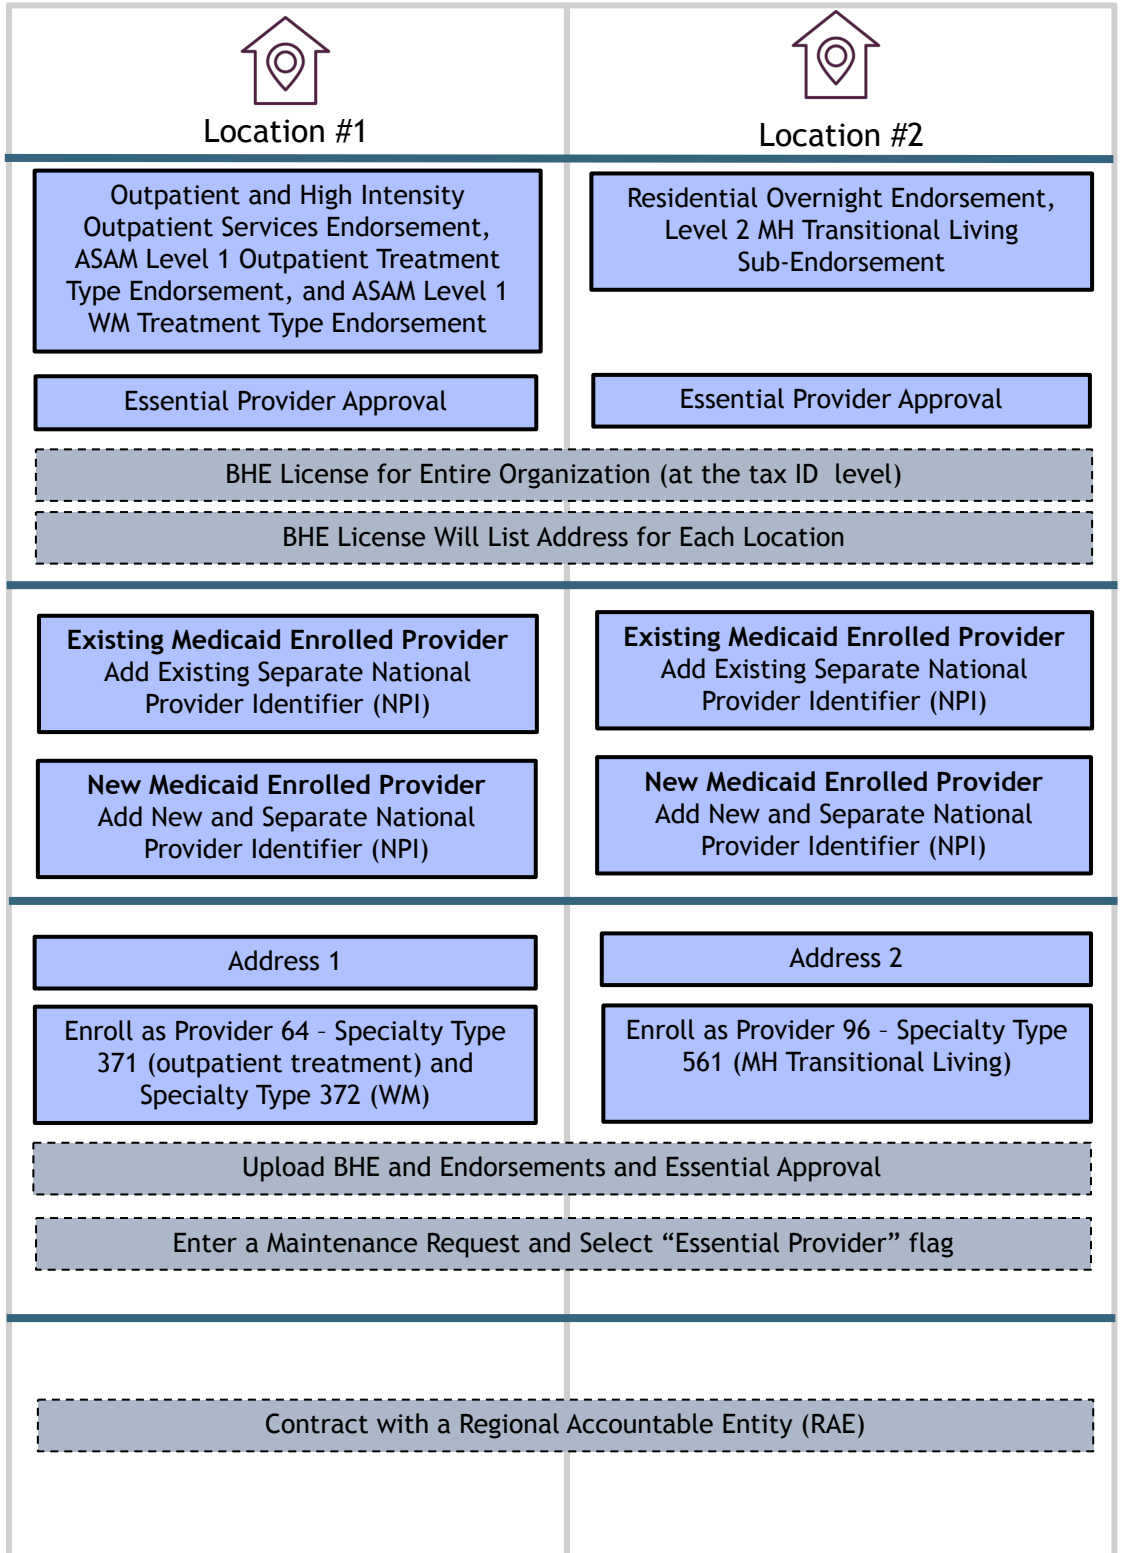 Location #1
Location #2
Outpatient and High Intensity
Outpatient Services Endorsement,
ASAM Level 1 Outpatient Treatment
Type Endorsement, and ASAM Level 1
WM Treatment Type Endorsement
Residential Overnight Endorsement,
Level 2 MH Transitional Living
Sub-Endorsement
Essential Provider Approval
Essential Provider Approval
BHE License for Entire Organization (at the tax ID level)
BHE License Will List Address for Each Location
Existing Medicaid Enrolled Provider
Add Existing Separate National
Provider Identifier (NPI)
Existing Medicaid Enrolled Provider
Add Existing Separate National
Provider Identifier (NPI)
New Medicaid Enrolled Provider
Add New and Separate National
Provider Identifier (NPI)
New Medicaid Enrolled Provider
Add New and Separate National
Provider Identifier (NPI)
Address 1
Address 2
Enroll as Provider 64 – Specialty Type
371 (outpatient treatment) and
Specialty Type 372 (WM)
Enroll as Provider 96 – Specialty Type
561 (MH Transitional Living)
Upload BHE and Endorsements and Essential Approval
Enter a Maintenance Request and Select “Essential Provider” flag
Contract with a Regional Accountable Entity (RAE)